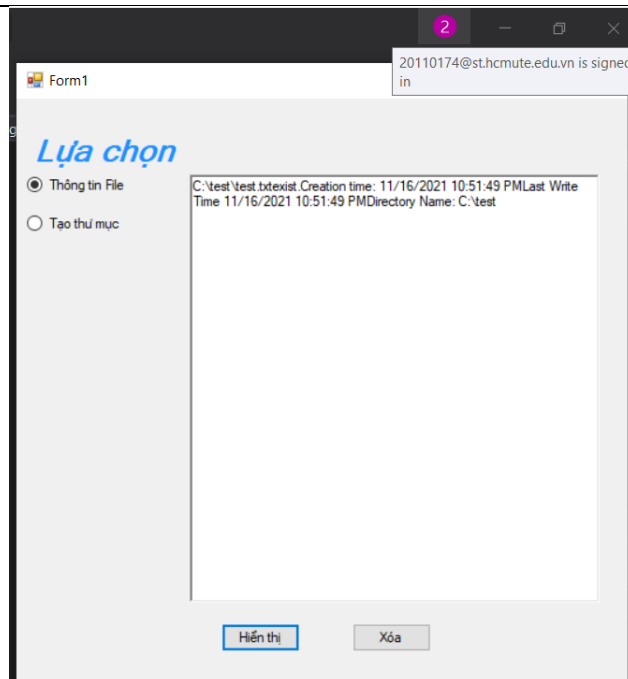 2
20110174@st.hcmute.edu.vn is signed
in
Form1
Lựa chọn
Thông tin File
C:\test\test.txtexist.Creation time: 11/16/2021 10:51:49 PMLast Write
Time 11/16/2021 10:51:49 PMDirectory Name: C:\test
Tạo thư mục
Hiển thị
Xóa